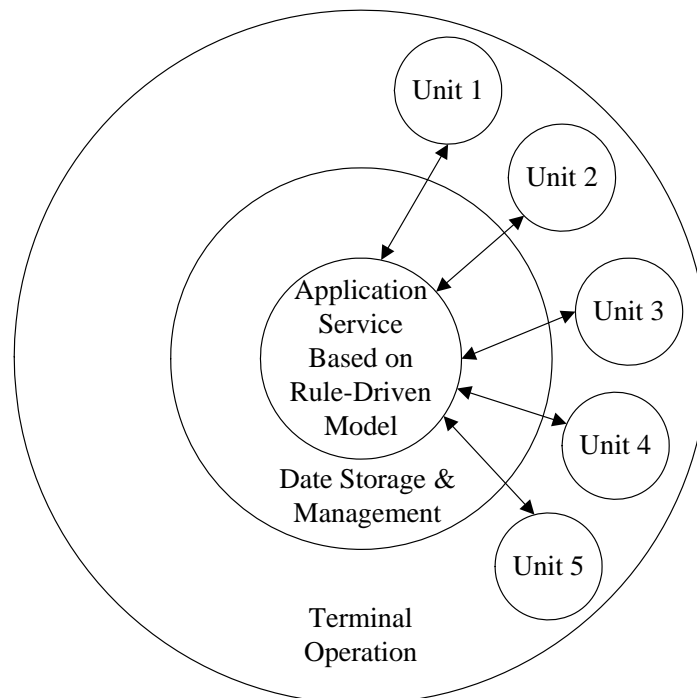 Unit 1
Unit 2
Unit 3
Application
Service
Based on
Rule-Driven
Model
Unit 4
Date Storage &
Management
Unit 5
Terminal
Operation